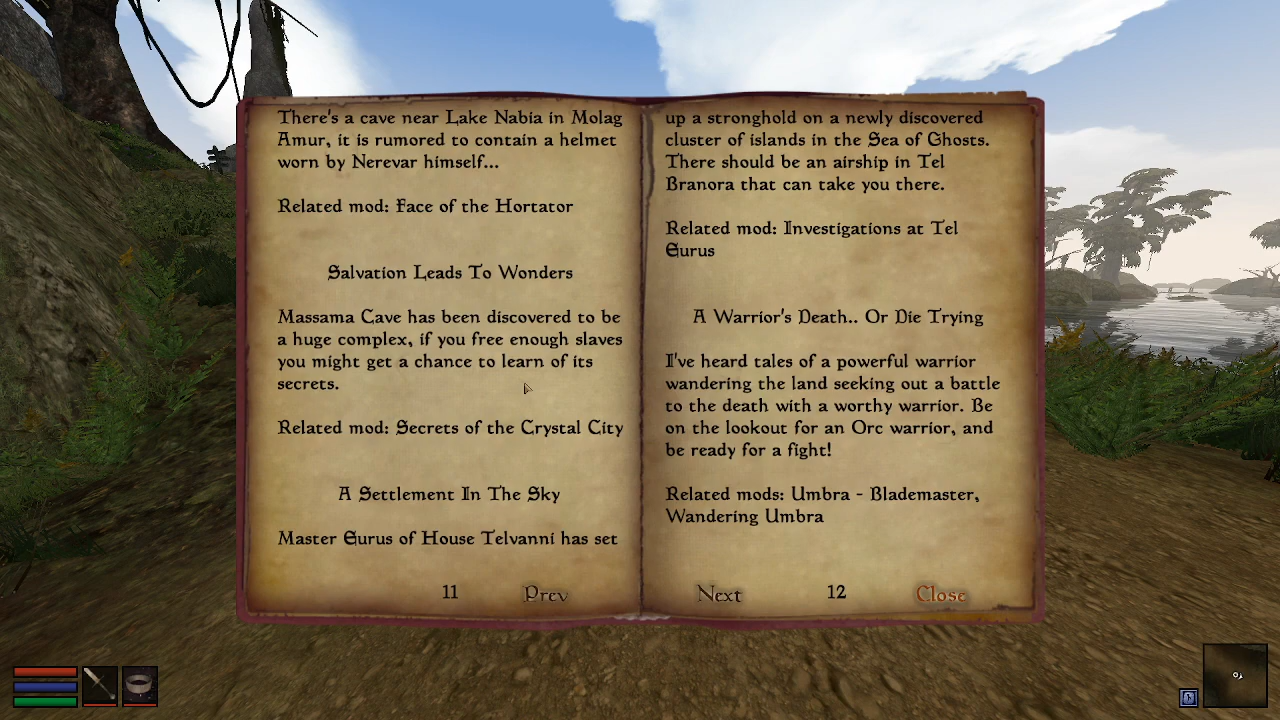 There's a cave near Lake Nabia in Molag
Amur, it is rumored to contain a helmet
worn by Nerevar himself...
Related mod: Face of the Hortator
Salvation Leads To Wonders
Massama Cave has been discovered to be
a huge complex, if you free enough slaves
you might get a chance to learn of its
secrets.
Related mod: Secrets of the Crystal City
A Settlement In The Sky
Master Eurus of House Telvanni has set
11
Prev
up a stronghold on a newly discovered
cluster of islands in the Sea of Ghosts.
There should be an airship in Tel
Branora that can take you there.
Related mod: Investigations at Tel
Eurus
A Warrior's Death.. Or Die Trying
I've heard tales of a powerful warrior
wandering the land seeking out a battle
to the death with a worthy warrior. Be
on the lookout for an Orc warrior, and
be ready for a fight!
Related mods: Umbra - Blademaster,
Wandering Umbra
Next
12
Close